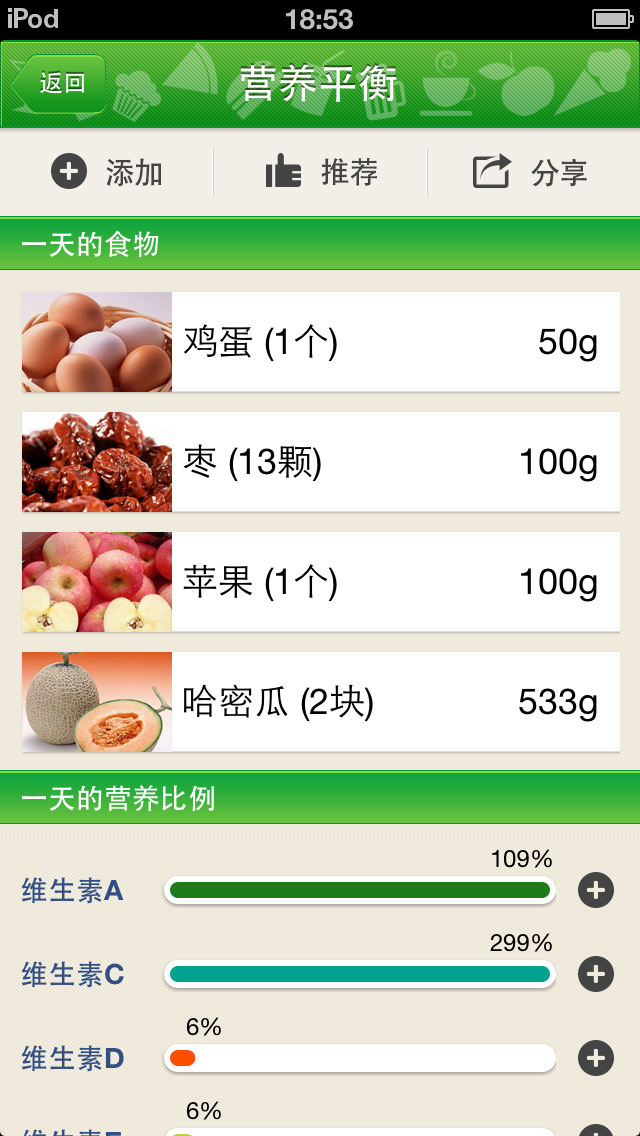 iPod 18:53
返回 营养平衡
添加 推荐 分享
一天的食物
鸡蛋 (1个) 50g
枣 (13颗) 100g
苹果 (1个) 100g
哈密瓜 (2块) 533g
一天的营养比例
109%
维生素A
299%
维生素C
6%
维生素D
6%